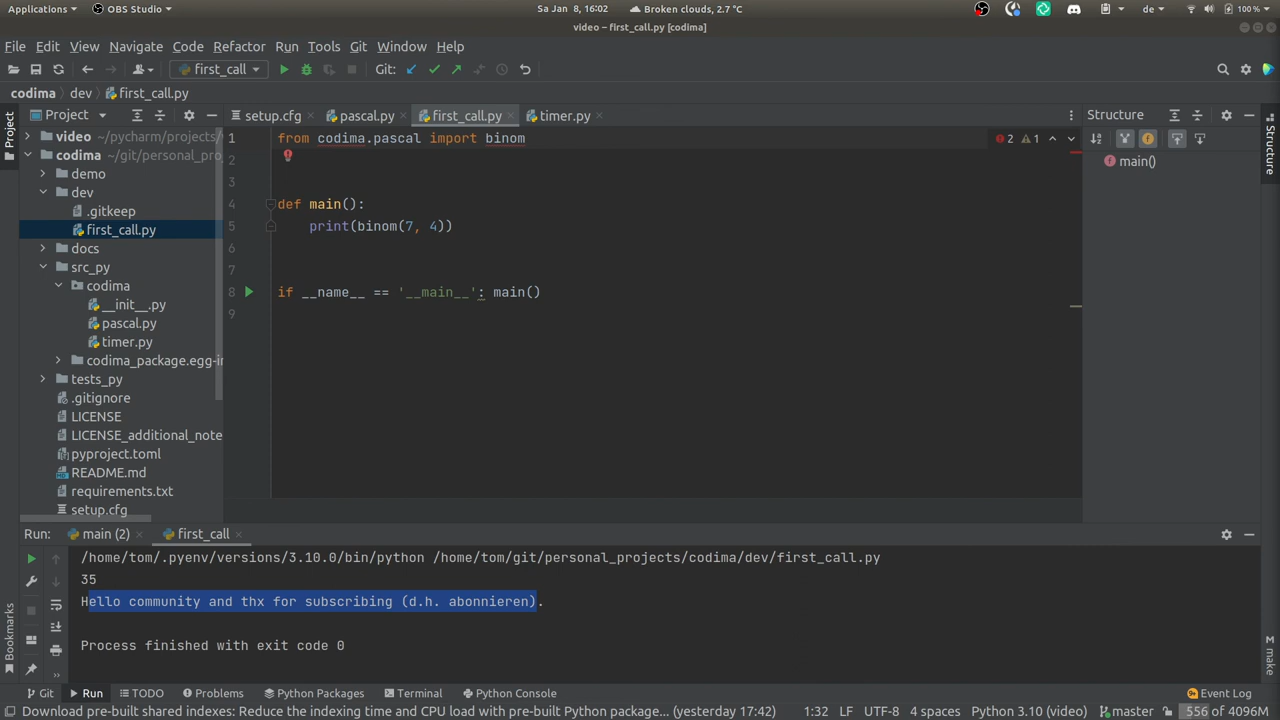 Applications OBS Studio Sa Jan 8, 16:02 Broken clouds, 2.7 °C de 100 %
video – first_call.py [codima]
File Edit View Navigate Code Refactor Run Tools Git Window Help
first_call Git:
codima dev first_call.py
Project
setup.cfg pascal.py first_call.py timer.py
Structure
Project
Structure
video ~/pycharm/projects/
codima ~/git/personal_pro
demo
dev
.gitkeep
first_call.py
docs
src_py
codima
__init__.py
pascal.py
timer.py
codima_package.egg-in
tests_py
.gitignore
LICENSE
LICENSE_additional_note
pyproject.toml
README.md
requirements.txt
setup.cfg
1 from codima.pascal import binom 2 1
2
3
4 def main():
5 print(binom(7, 4))
6
7
8 if __name__ == '__main__': main()
9
main()
Run: main (2) first_call
/home/tom/.pyenv/versions/3.10.0/bin/python /home/tom/git/personal_projects/codima/dev/first_call.py
35
Hello community and thx for subscribing (d.h. abonnieren).
Process finished with exit code 0
Bookmarks
make
Git Run TODO Problems Python Packages Terminal Python Console Event Log
Download pre-built shared indexes: Reduce the indexing time and CPU load with pre-built Python package... (yesterday 17:42) 1:32 LF UTF-8 4 spaces Python 3.10 (video) master 556 of 4096M